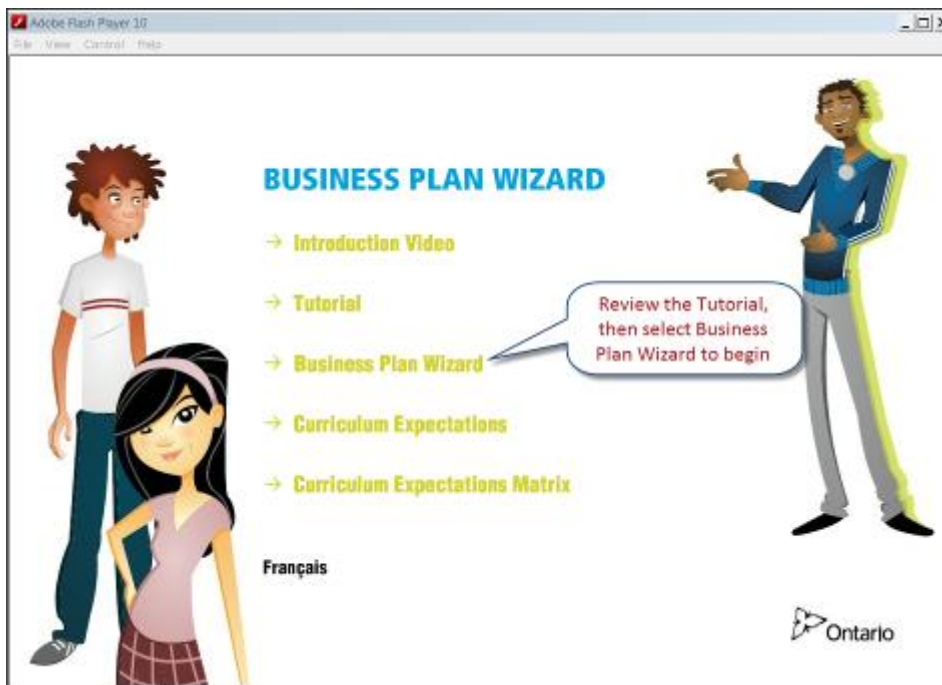 Adobe Flash Player 10
File View Control Help
BUSINESS PLAN WIZARD
→ Introduction Video
→ Tutorial
→ Business Plan Wizard
Review the Tutorial,
then select Business
Plan Wizard to begin
→ Curriculum Expectations
→ Curriculum Expectations Matrix
Français
Ontario